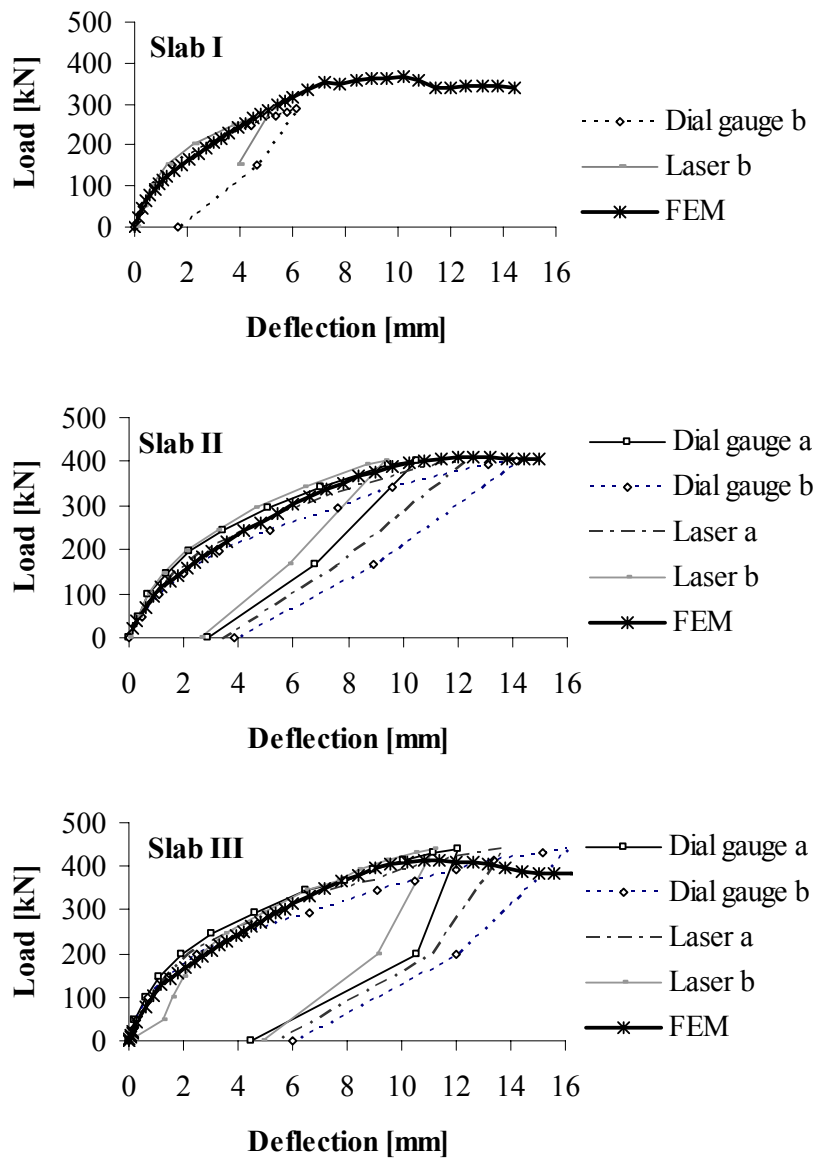 Slab I
Load [kN]
500
400
300
200
100
0
0 2 4 6 8 10 12 14 16
Deflection [mm]
Dial gauge b
Laser b
FEM
Slab II
Load [kN]
500
400
300
200
100
0
0 2 4 6 8 10 12 14 16
Deflection [mm]
Dial gauge a
Dial gauge b
Laser a
Laser b
FEM
Slab III
Load [kN]
500
400
300
200
100
0
0 2 4 6 8 10 12 14 16
Deflection [mm]
Dial gauge a
Dial gauge b
Laser a
Laser b
FEM